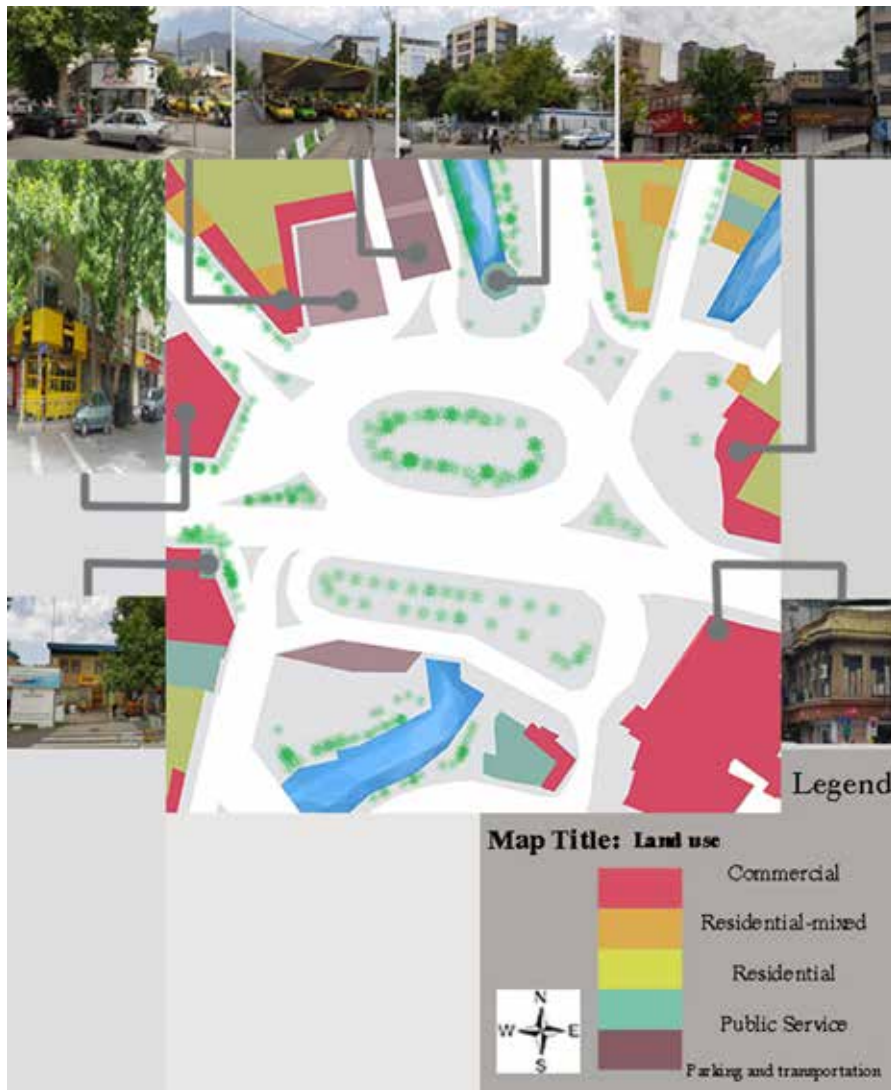 Legend
Map Title: Land use
Commercial
Residential-mixed
Residential
Public Service
Parking and transportation
N
W E
S